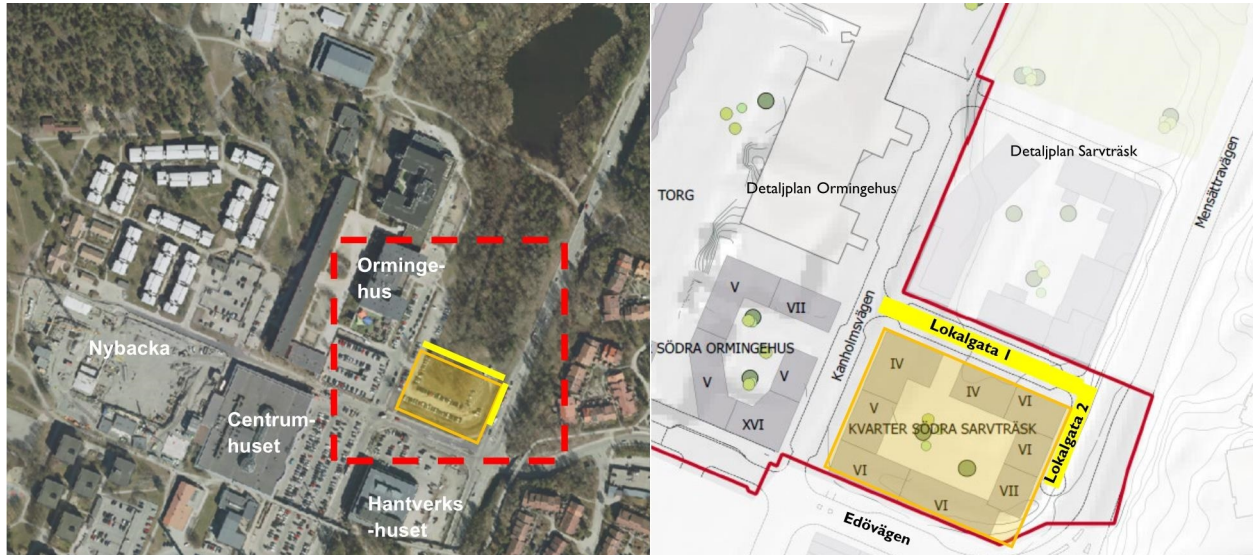 Orminge-
hus
Nybacka
Centrum-
huset
Hantverks
-huset
Detaljplan Sarvträsk
Mensättravägen
Detaljplan Ormingehus
TORG
Kanholmsvägen
V
VII
SÖDRA ORMINGEHUS
V
V
XVI
Lokalgata 1
Lokalgata 2
IV
IV
VI
V
KVARTER SÖDRA SARVTRÄSK
VI
VI
VI
VII
Edövägen